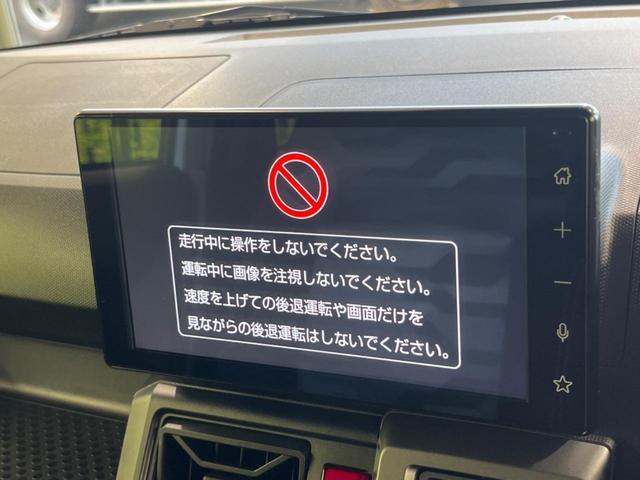 走行中に操作をしないでください。
運転中に画像を注視しないでください。
速度を上げての後退運転や画面だけを
見ながらの後退運転はしないでください。